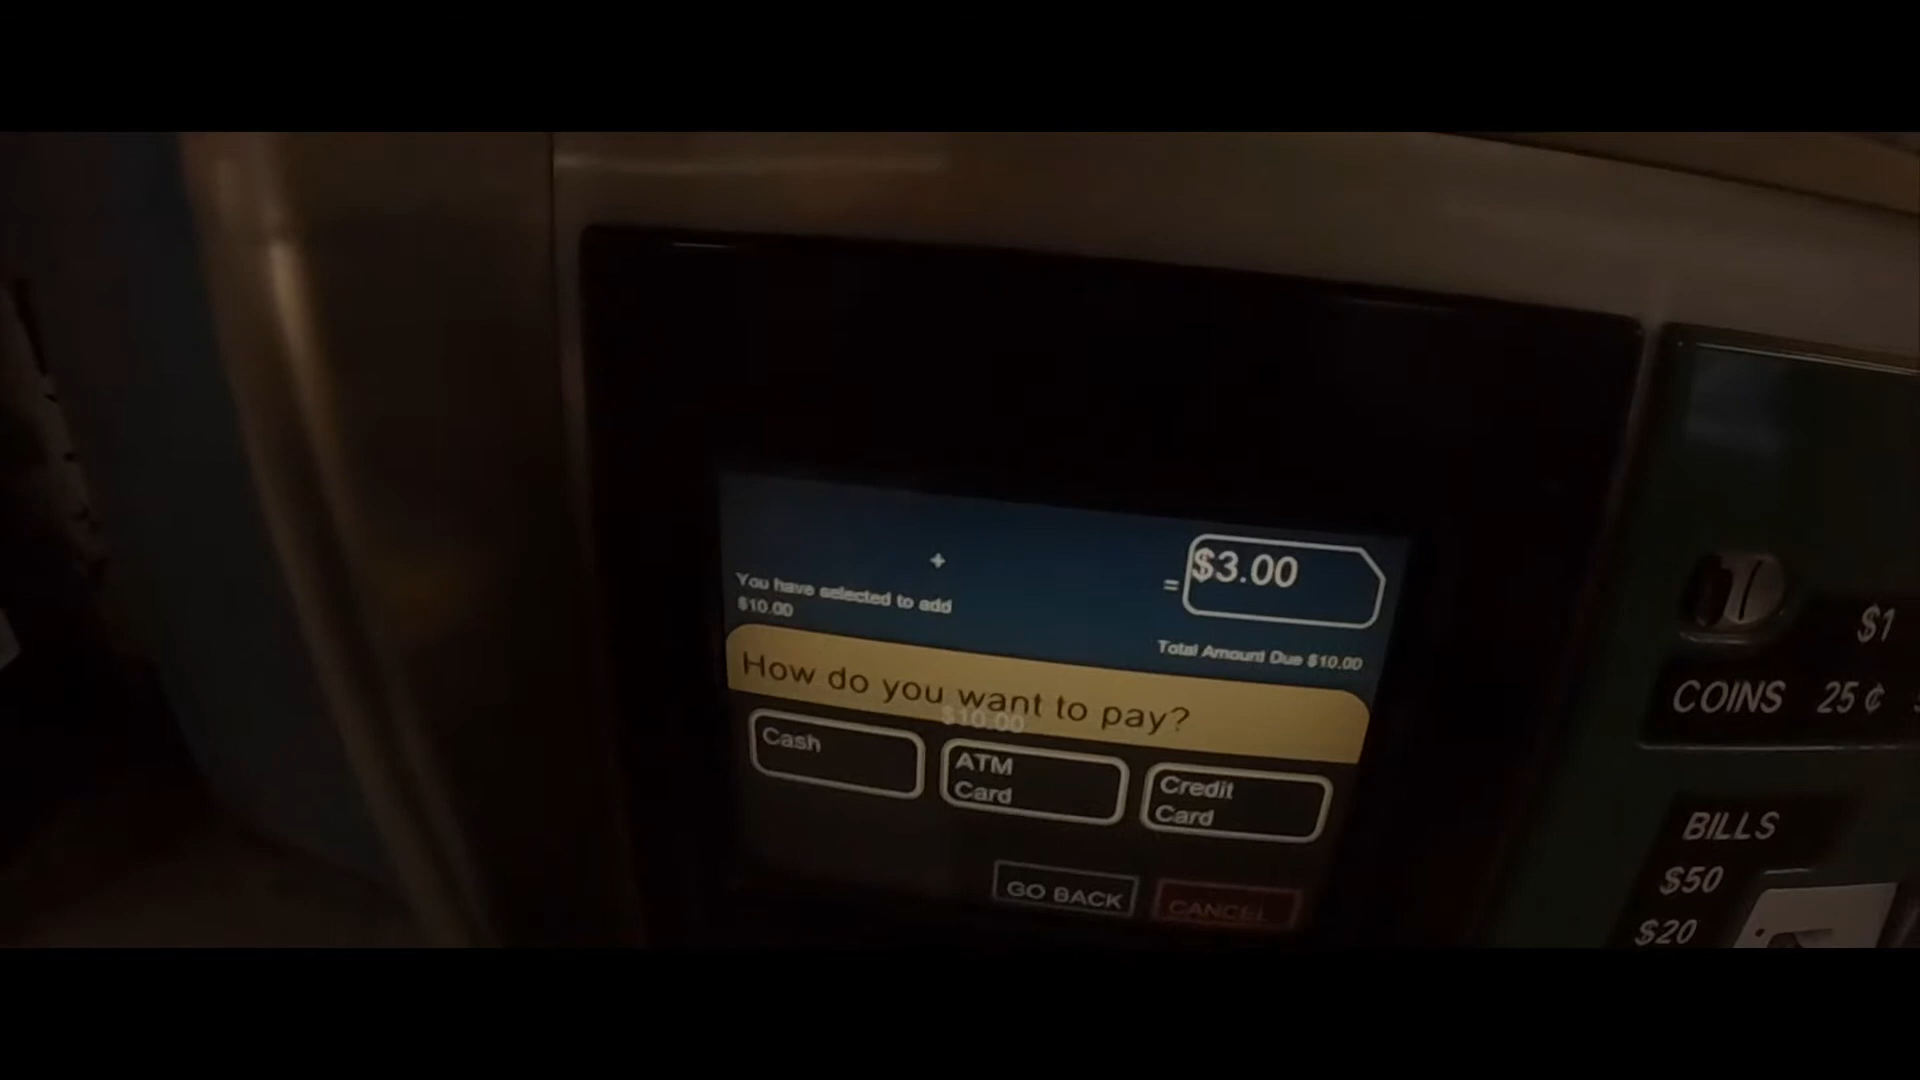 +
= $3.00
You have selected to add
$10.00
Total Amount Due $10.00
How do you want to pay?
$10.00
Cash
ATM
Card
Credit
Card
GO BACK
CANCEL
$1
COINS 25¢
BILLS
$50
$20